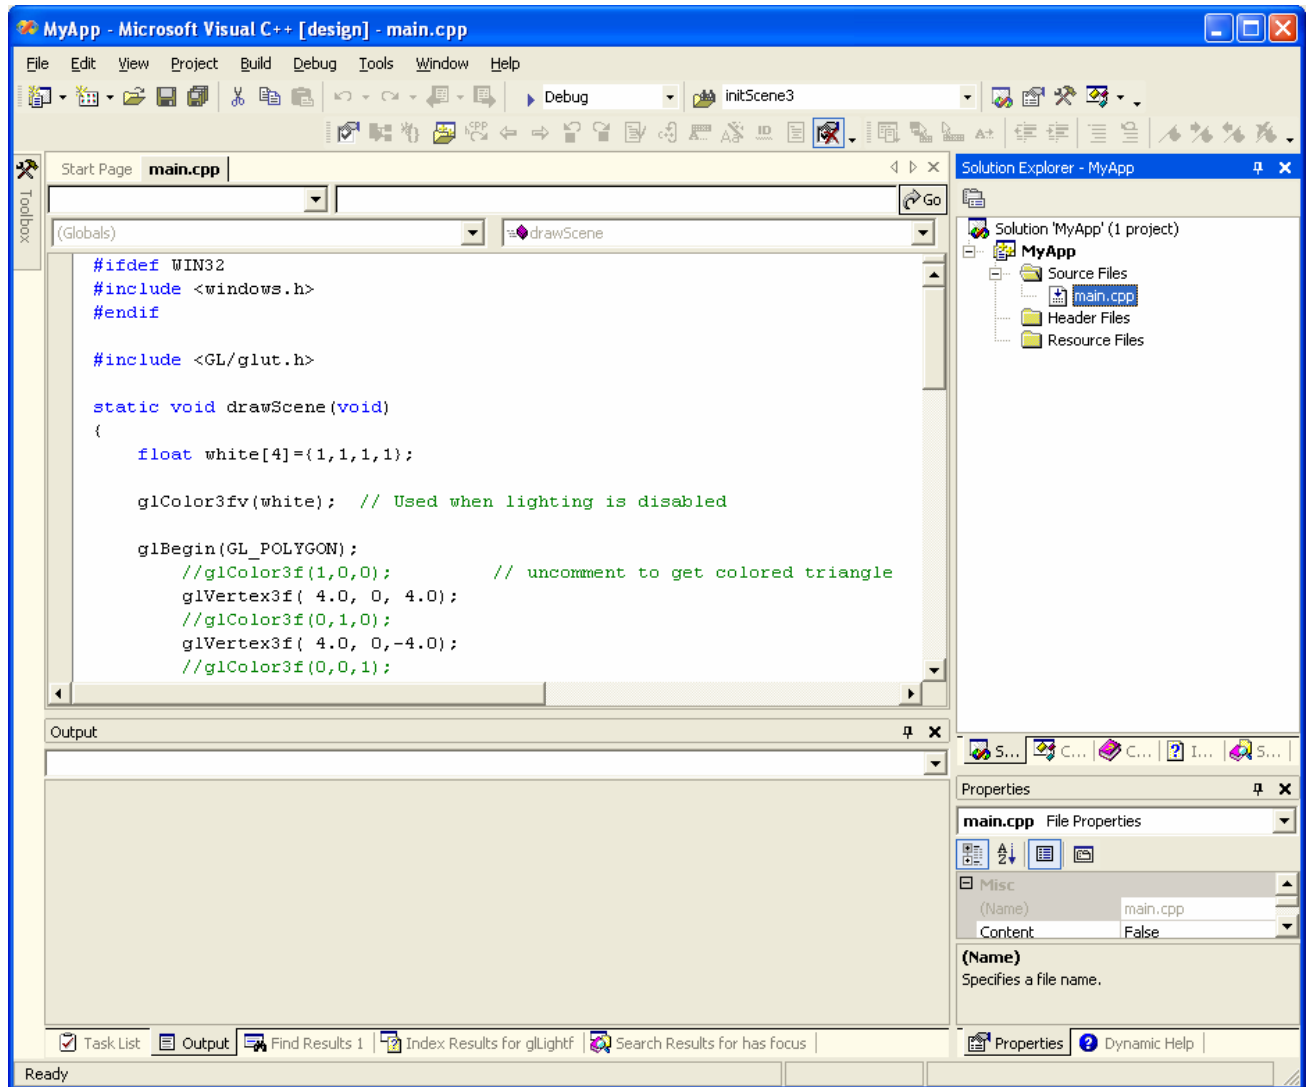 MyApp - Microsoft Visual C++ [design] - main.cpp
File Edit View Project Build Debug Tools Window Help
Debug initScene3
Toolbox
Start Page main.cpp
Go
(Globals) drawScene
#ifdef WIN32
#include <windows.h>
#endif
#include <GL/glut.h>
static void drawScene(void)
{
float white[4]={1,1,1,1};
glColor3fv(white); // Used when lighting is disabled
glBegin(GL_POLYGON);
//glColor3f(1,0,0); // uncomment to get colored triangle
glVertex3f( 4.0, 0, 4.0);
//glColor3f(0,1,0);
glVertex3f( 4.0, 0,-4.0);
//glColor3f(0,0,1);
Output
Task List Output Find Results 1 Index Results for glLightf Search Results for has focus
Ready
Solution Explorer - MyApp
Solution 'MyApp' (1 project)
MyApp
Source Files
main.cpp
Header Files
Resource Files
S... C... C... I... S...
Properties
main.cpp File Properties
Misc
(Name) main.cpp
Content False
(Name)
Specifies a file name.
Properties Dynamic Help